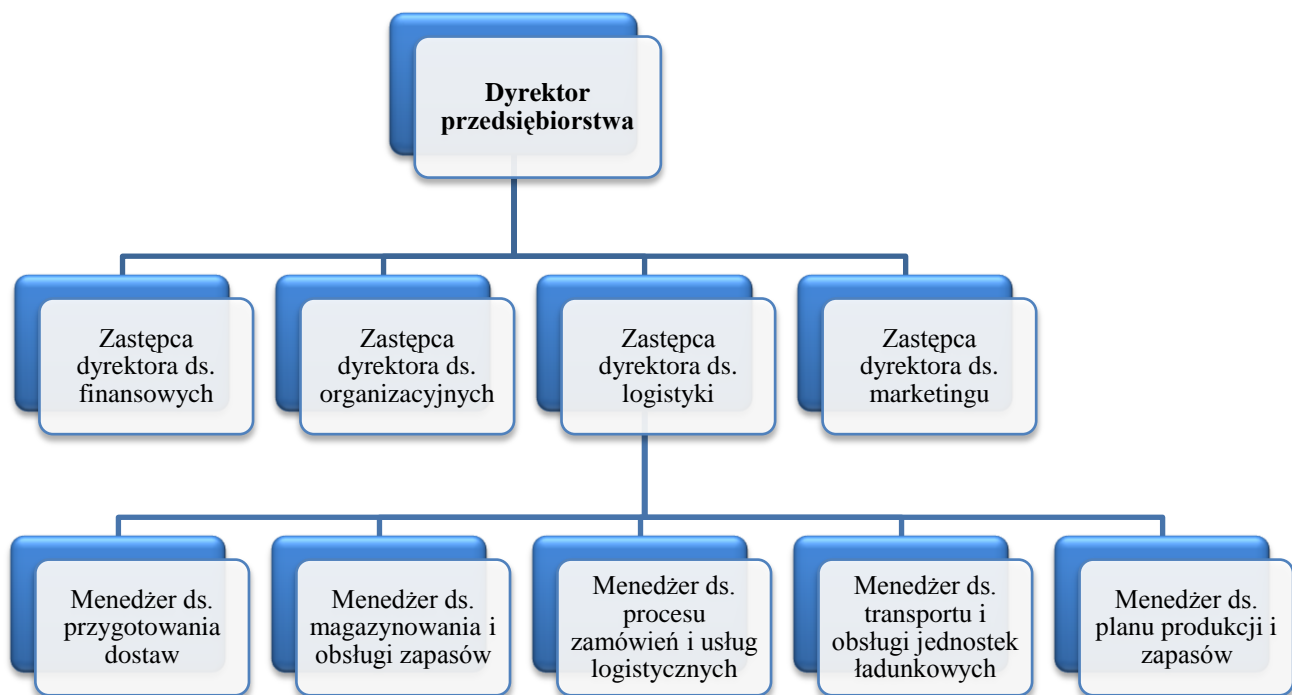 Dyrektor
przedsiębiorstwa
Zastępca
dyrektora ds.
finansowych
Zastępca
dyrektora ds.
organizacyjnych
Zastępca
dyrektora ds.
logistyki
Zastępca
dyrektora ds.
marketingu
Menedżer ds.
przygotowania
dostaw
Menedżer ds.
magazynowania i
obsługi zapasów
Menedżer ds.
procesu
zamówień i usług
logistycznych
Menedżer ds.
transportu i
obsługi jednostek
ładunkowych
Menedżer ds.
planu produkcji i
zapasów